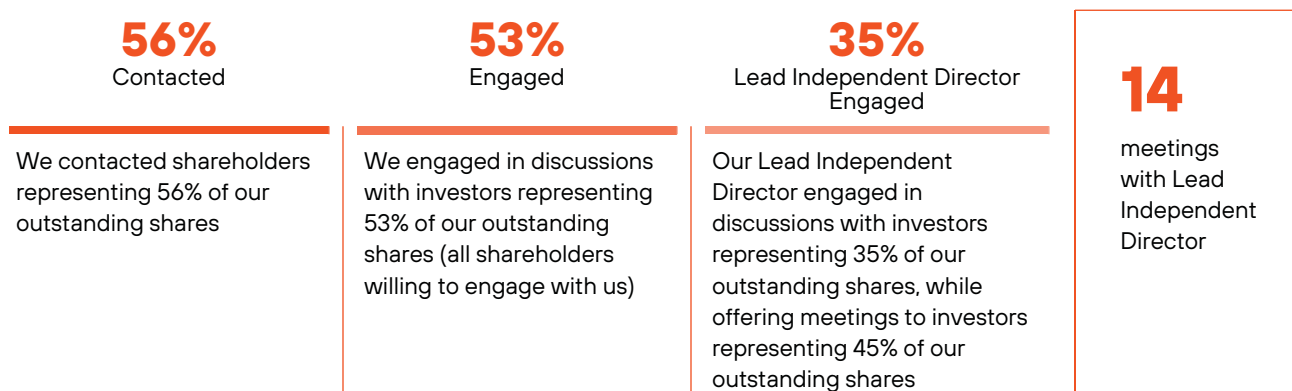 56%
Contacted
We contacted shareholders
representing 56% of our
outstanding shares
53%
Engaged
We engaged in discussions
with investors representing
53% of our outstanding
shares (all shareholders
willing to engage with us)
35%
Lead Independent Director
Engaged
Our Lead Independent
Director engaged in
discussions with investors
representing 35% of our
outstanding shares, while
offering meetings to investors
representing 45% of our
outstanding shares
14
meetings
with Lead
Independent
Director